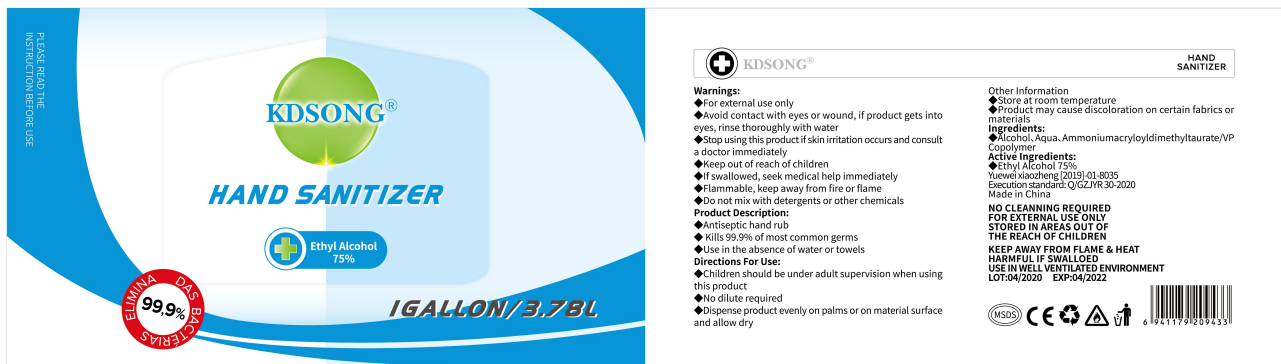 PLEASE READ THE
INSTRUCTION BEFORE USE
KDSONG®
HAND SANITIZER
Ethyl Alcohol
75%
ELIMINA 99,9% DAS BACTÉRIAS
1GALLON/3.78L
KDSONG®
HAND
SANITIZER
Warnings:
◆For external use only
◆Avoid contact with eyes or wound, if product gets into
eyes, rinse thoroughly with water
◆Stop using this product if skin irritation occurs and consult
a doctor immediately
◆Keep out of reach of children
◆If swallowed, seek medical help immediately
◆Flammable, keep away from fire or flame
◆Do not mix with detergents or other chemicals
Product Description:
◆Antiseptic hand rub
◆ Kills 99.9% of most common germs
◆Use in the absence of water or towels
Directions For Use:
◆Children should be under adult supervision when using
this product
◆No dilute required
◆Dispense product evenly on palms or on material surface
and allow dry
Other Information
◆Store at room temperature
◆Product may cause discoloration on certain fabrics or
materials
Ingredients:
◆Alcohol、Aqua、Ammoniumacryloyldimethyltaurate/VP
Copolymer
Active Ingredients:
◆Ethyl Alcohol 75%
Yuewei xiaozheng [2019]-01-8035
Execution standard: Q/GZJYR 30-2020
Made in China
NO CLEANNING REQUIRED
FOR EXTERNAL USE ONLY
STORED IN AREAS OUT OF
THE REACH OF CHILDREN
KEEP AWAY FROM FLAME & HEAT
HARMFUL IF SWALLOED
USE IN WELL VENTILATED ENVIRONMENT
LOT:04/2020 EXP:04/2022
MSDS CE
6 941179 209433